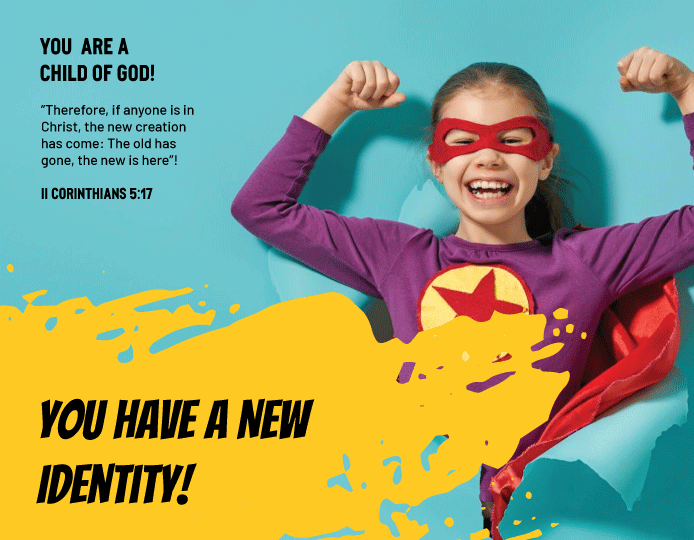 YOU ARE A
CHILD OF GOD!
"Therefore, if anyone is in
Christ, the new creation
has come: The old has
gone, the new is here"!
II CORINTHIANS 5:17
YOU HAVE A NEW
IDENTITY!